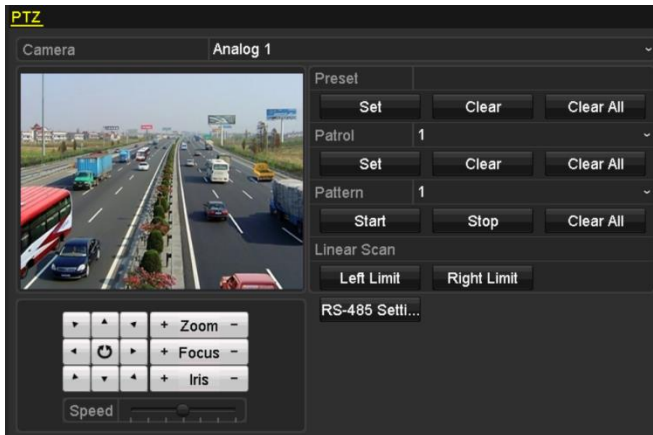 PTZ
Camera Analog 1
Preset
Set Clear Clear All
Patrol 1
Set Clear Clear All
Pattern 1
Start Stop Clear All
Linear Scan
Left Limit Right Limit
RS-485 Setti...
+ Zoom -
+ Focus -
+ Iris -
Speed